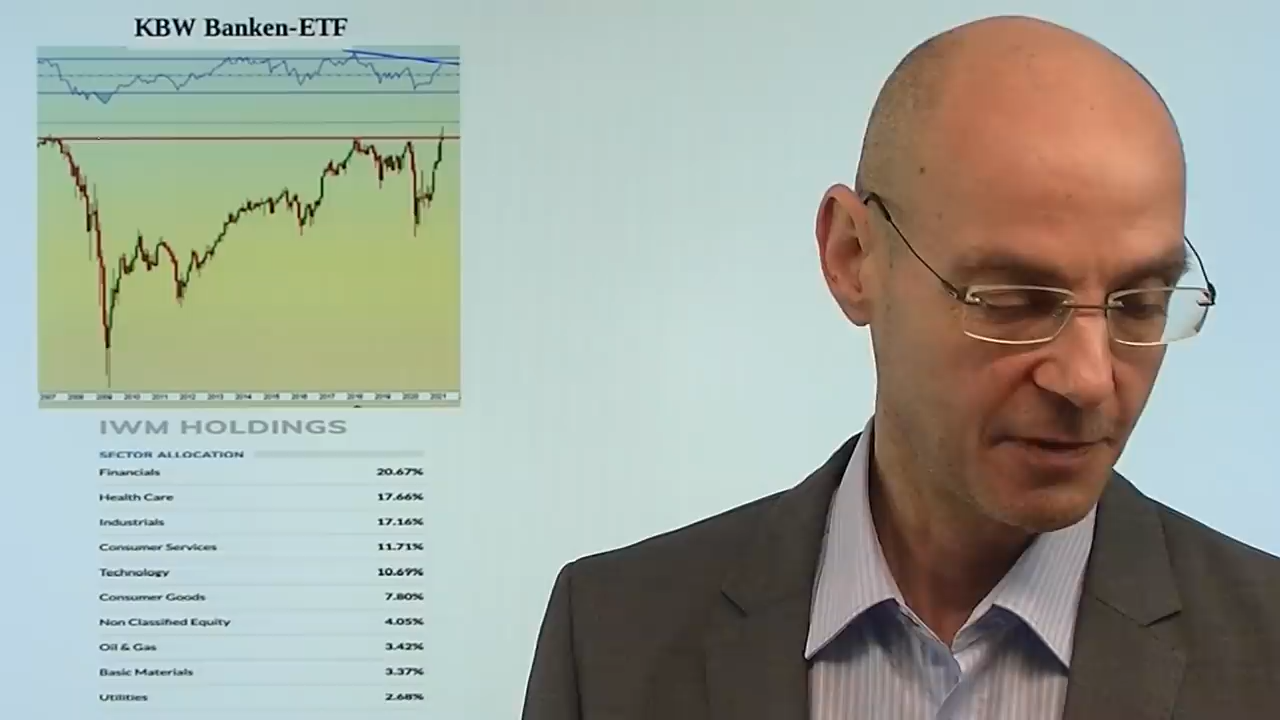 KBW Banken-ETF
2007 2008 2009 2010 2011 2012 2013 2014 2015 2016 2017 2018 2019 2020 2021
IWM HOLDINGS
SECTOR ALLOCATION
Financials 20.67%
Health Care 17.66%
Industrials 17.16%
Consumer Services 11.71%
Technology 10.69%
Consumer Goods 7.80%
Non Classified Equity 4.05%
Oil & Gas 3.42%
Basic Materials 3.37%
Utilities 2.68%